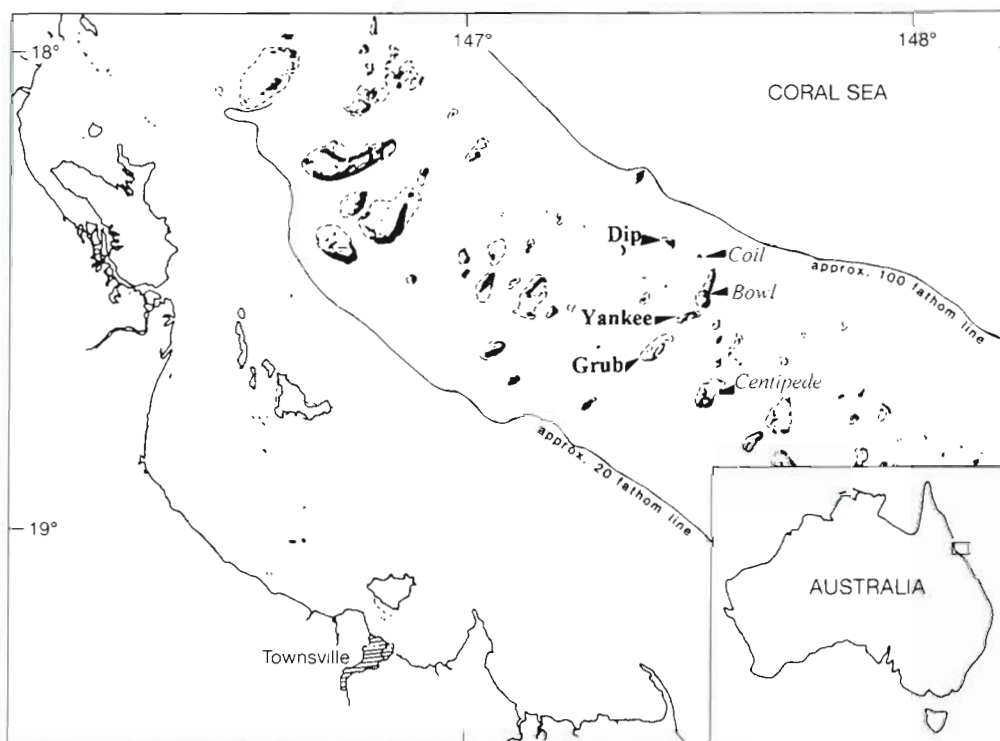 147°
148°
18°
CORAL SEA
Dip
Coil
approx. 100 fathom line
Bowl
Yankee
Grub
Centipede
approx. 20 fathom line
19°
AUSTRALIA
Townsville